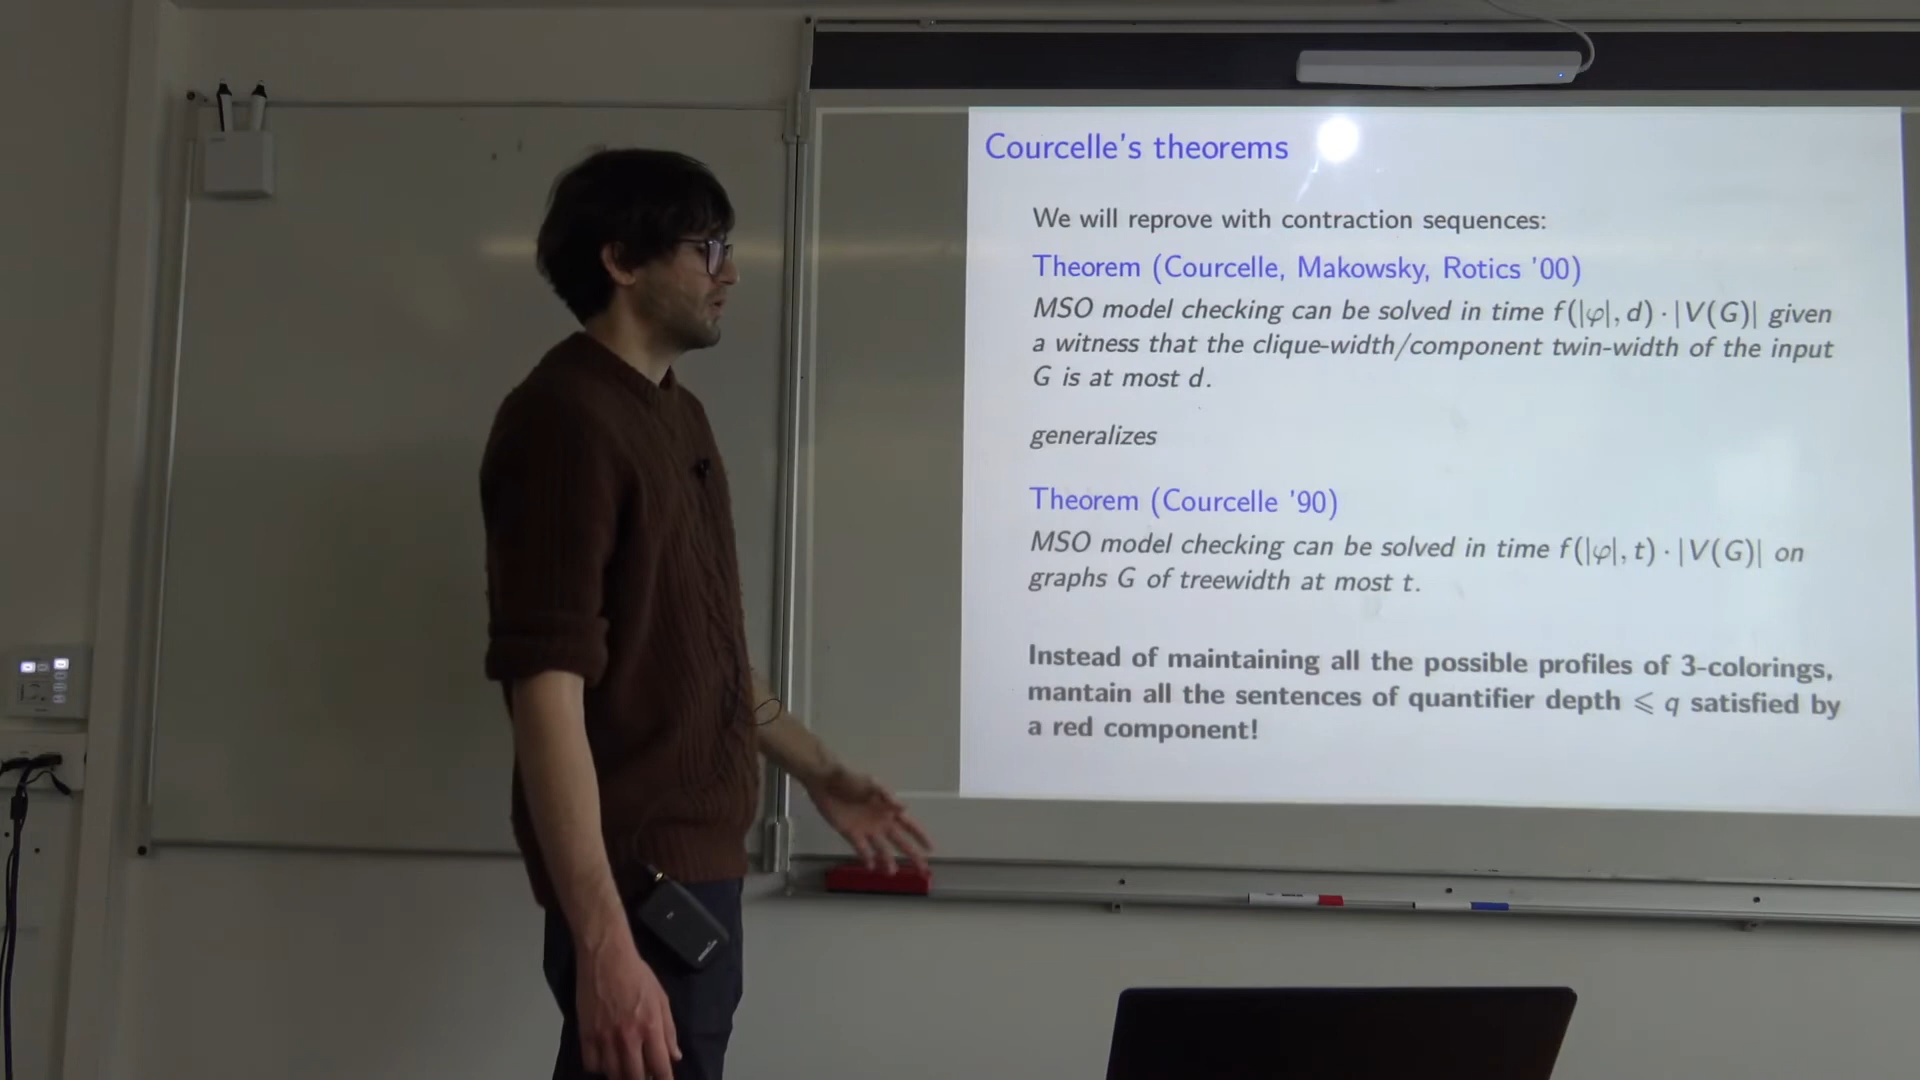 Courcelle's theorems
We will reprove with contraction sequences:
Theorem (Courcelle, Makowsky, Rotics '00)
MSO model checking can be solved in time f(|φ|, d) · |V(G)| given
a witness that the clique-width/component twin-width of the input
G is at most d.
generalizes
Theorem (Courcelle '90)
MSO model checking can be solved in time f(|φ|, t) · |V(G)| on
graphs G of treewidth at most t.
Instead of maintaining all the possible profiles of 3-colorings,
mantain all the sentences of quantifier depth ⩽ q satisfied by
a red component!